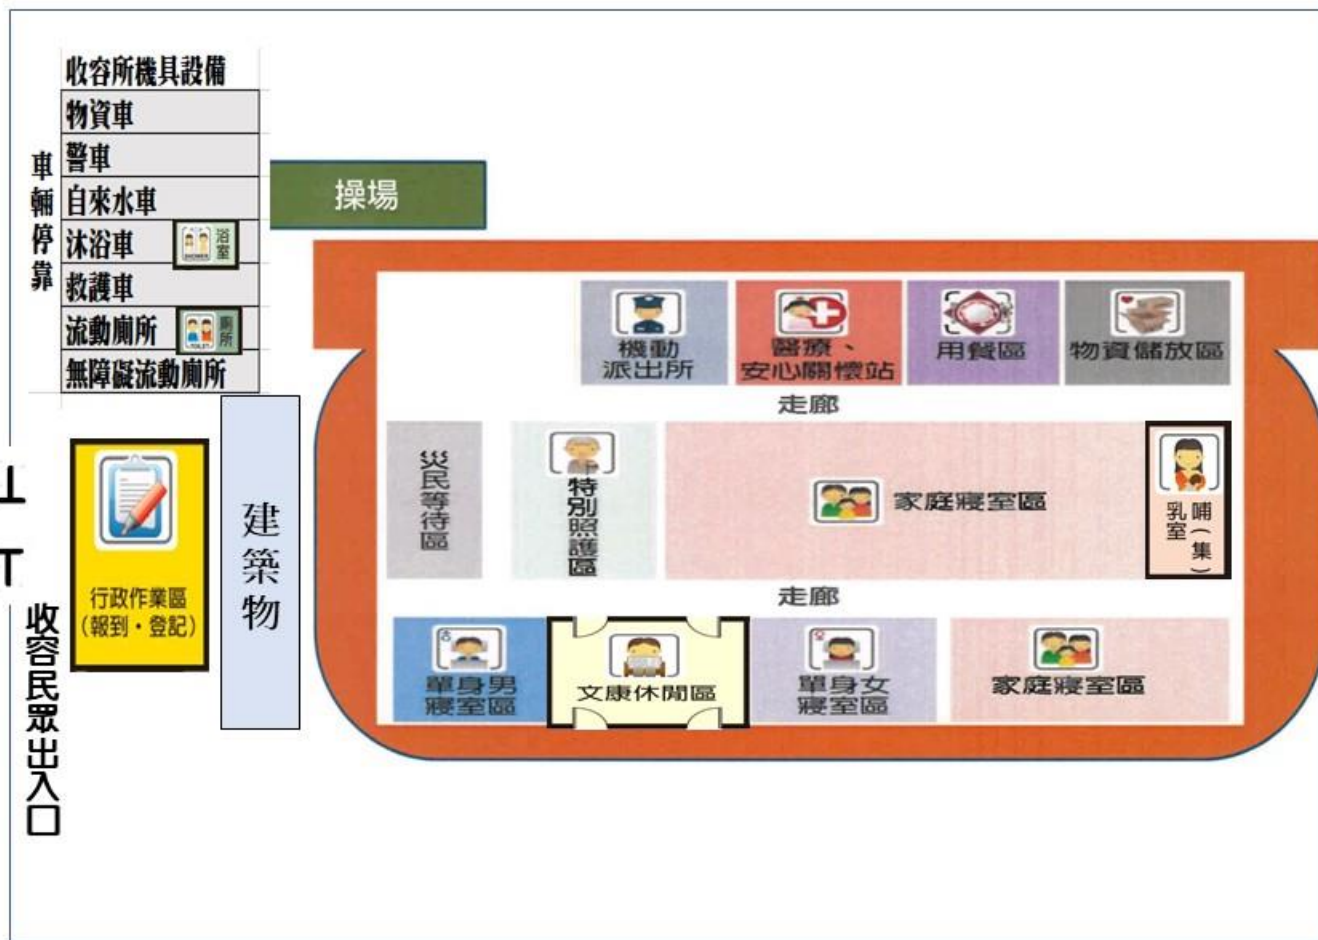 收容所機具設備
物資車
警車
自來水車
沐浴車
浴室
SHOWER
救護車
流動廁所
廁所
TOILET
無障礙流動廁所
車輛停靠
操場
機動
派出所
醫療、
安心關懷站
用餐區
物資儲放區
走廊
災民等待區
特別照護區
家庭寢室區
哺(集)
乳室
走廊
單身男
寢室區
文康休閒區
單身女
寢室區
家庭寢室區
建築物
行政作業區
(報到・登記)
收容民眾出入口